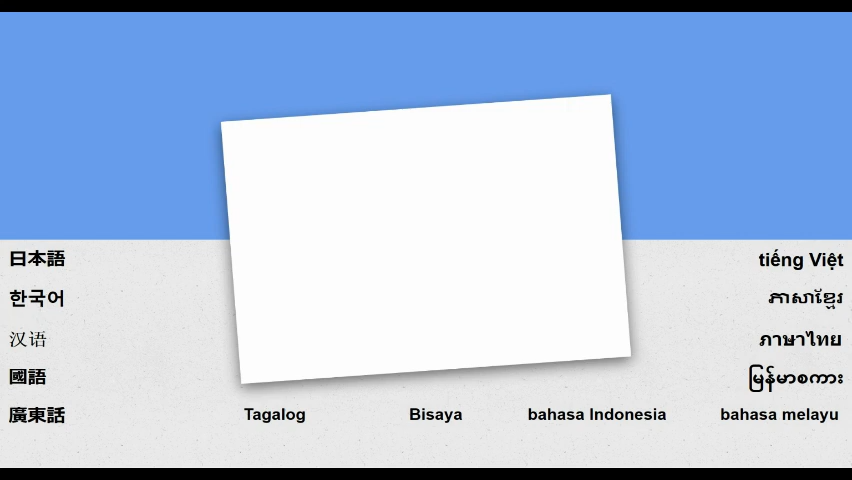 日本語
tiếng Việt
한국어
ភាសាខ្មែរ
汉语
ภาษาไทย
國語
မြန်မာစကား
廣東話
Tagalog
Bisaya
bahasa Indonesia
bahasa melayu